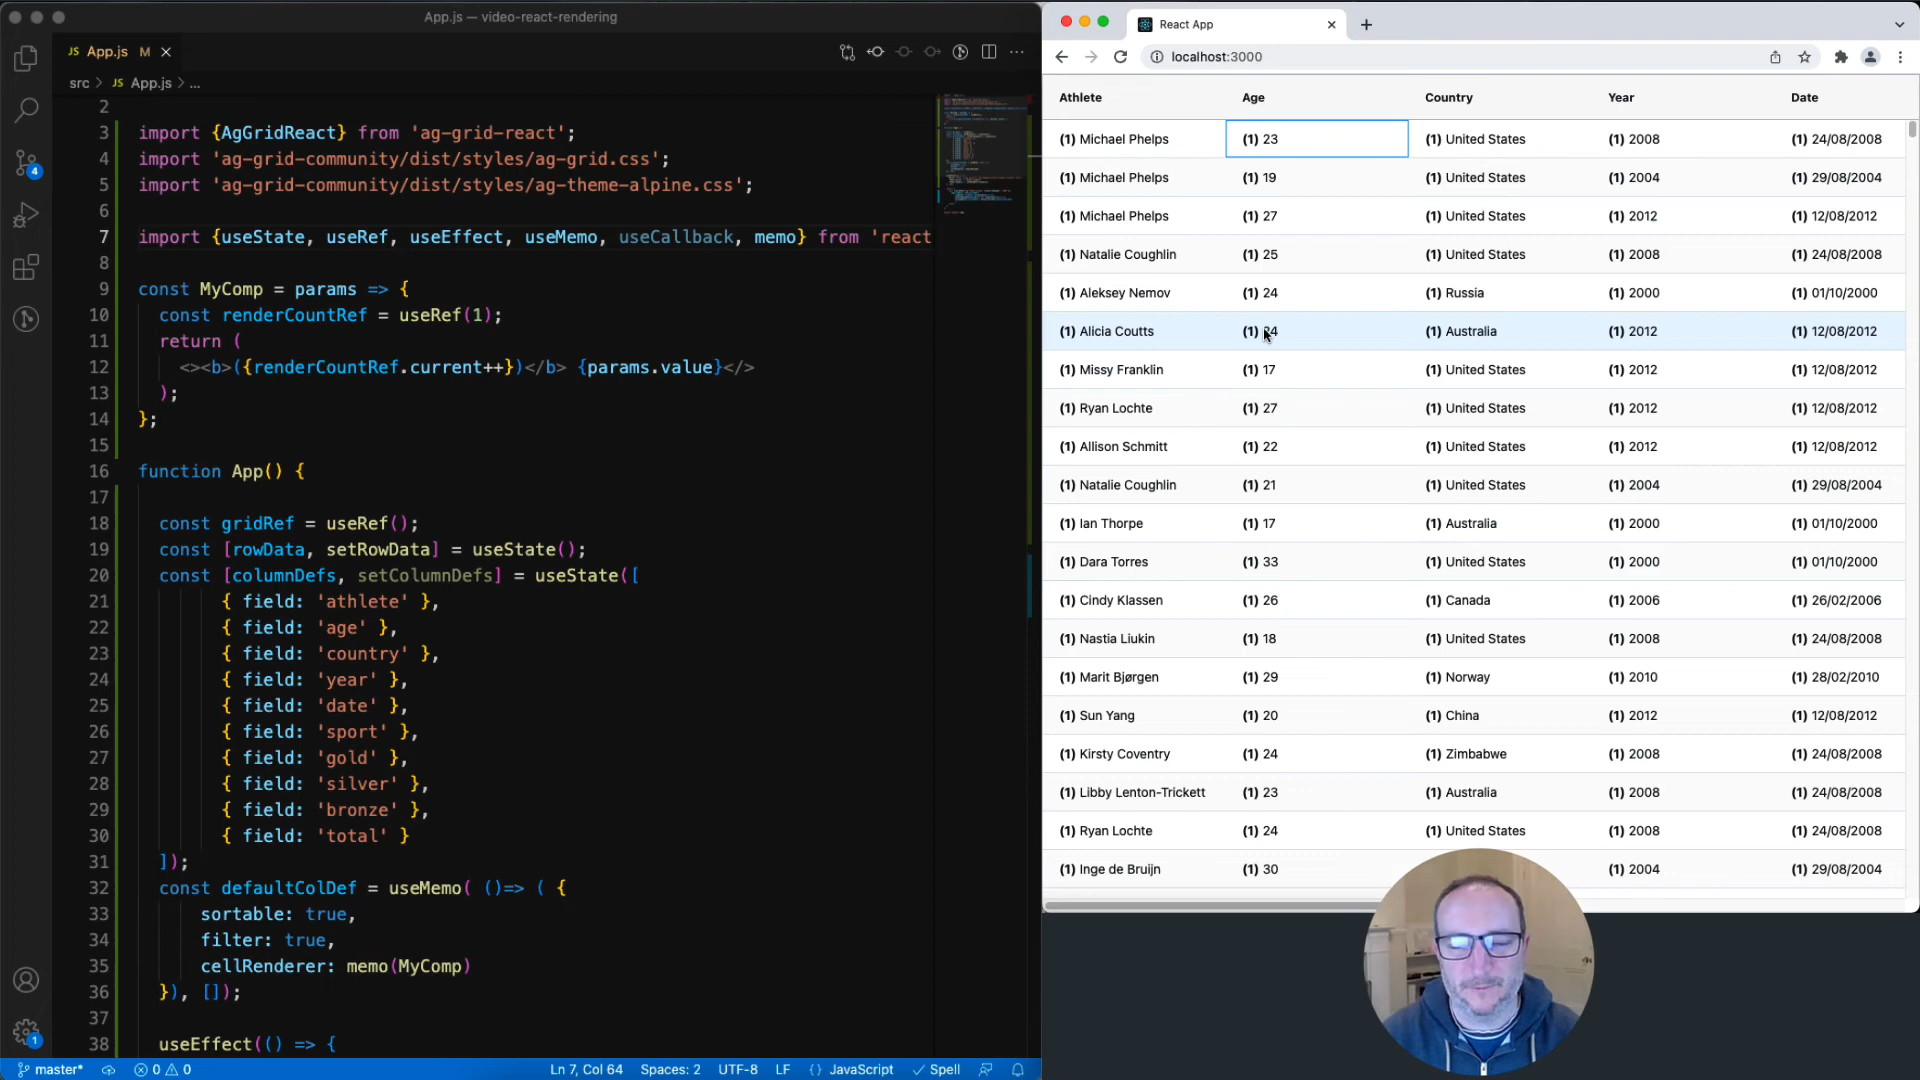 App.js — video-react-rendering
JS App.js M
src > JS App.js > ...
2
3 import {AgGridReact} from 'ag-grid-react';
4 import 'ag-grid-community/dist/styles/ag-grid.css';
5 import 'ag-grid-community/dist/styles/ag-theme-alpine.css';
6
7 import {useState, useRef, useEffect, useMemo, useCallback, memo} from 'react
8
9 const MyComp = params => {
10 const renderCountRef = useRef(1);
11 return (
12 <><b>({renderCountRef.current++})</b> {params.value}</>
13 );
14 };
15
16 function App() {
17
18 const gridRef = useRef();
19 const [rowData, setRowData] = useState();
20 const [columnDefs, setColumnDefs] = useState([
21 { field: 'athlete' },
22 { field: 'age' },
23 { field: 'country' },
24 { field: 'year' },
25 { field: 'date' },
26 { field: 'sport' },
27 { field: 'gold' },
28 { field: 'silver' },
29 { field: 'bronze' },
30 { field: 'total' }
31 ]);
32 const defaultColDef = useMemo( ()=> ( {
33 sortable: true,
34 filter: true,
35 cellRenderer: memo(MyComp)
36 }), []);
37
38 useEffect(() => {
4
1
master* 0 0 Ln 7, Col 64 Spaces: 2 UTF-8 LF {} JavaScript Spell
React App
localhost:3000
Athlete Age Country Year Date
(1) Michael Phelps (1) 23 (1) United States (1) 2008 (1) 24/08/2008
(1) Michael Phelps (1) 19 (1) United States (1) 2004 (1) 29/08/2004
(1) Michael Phelps (1) 27 (1) United States (1) 2012 (1) 12/08/2012
(1) Natalie Coughlin (1) 25 (1) United States (1) 2008 (1) 24/08/2008
(1) Aleksey Nemov (1) 24 (1) Russia (1) 2000 (1) 01/10/2000
(1) Alicia Coutts (1) 24 (1) Australia (1) 2012 (1) 12/08/2012
(1) Missy Franklin (1) 17 (1) United States (1) 2012 (1) 12/08/2012
(1) Ryan Lochte (1) 27 (1) United States (1) 2012 (1) 12/08/2012
(1) Allison Schmitt (1) 22 (1) United States (1) 2012 (1) 12/08/2012
(1) Natalie Coughlin (1) 21 (1) United States (1) 2004 (1) 29/08/2004
(1) Ian Thorpe (1) 17 (1) Australia (1) 2000 (1) 01/10/2000
(1) Dara Torres (1) 33 (1) United States (1) 2000 (1) 01/10/2000
(1) Cindy Klassen (1) 26 (1) Canada (1) 2006 (1) 26/02/2006
(1) Nastia Liukin (1) 18 (1) United States (1) 2008 (1) 24/08/2008
(1) Marit Bjørgen (1) 29 (1) Norway (1) 2010 (1) 28/02/2010
(1) Sun Yang (1) 20 (1) China (1) 2012 (1) 12/08/2012
(1) Kirsty Coventry (1) 24 (1) Zimbabwe (1) 2008 (1) 24/08/2008
(1) Libby Lenton-Trickett (1) 23 (1) Australia (1) 2008 (1) 24/08/2008
(1) Ryan Lochte (1) 24 (1) United States (1) 2008 (1) 24/08/2008
(1) Inge de Bruijn (1) 30 (1) 2004 (1) 29/08/2004